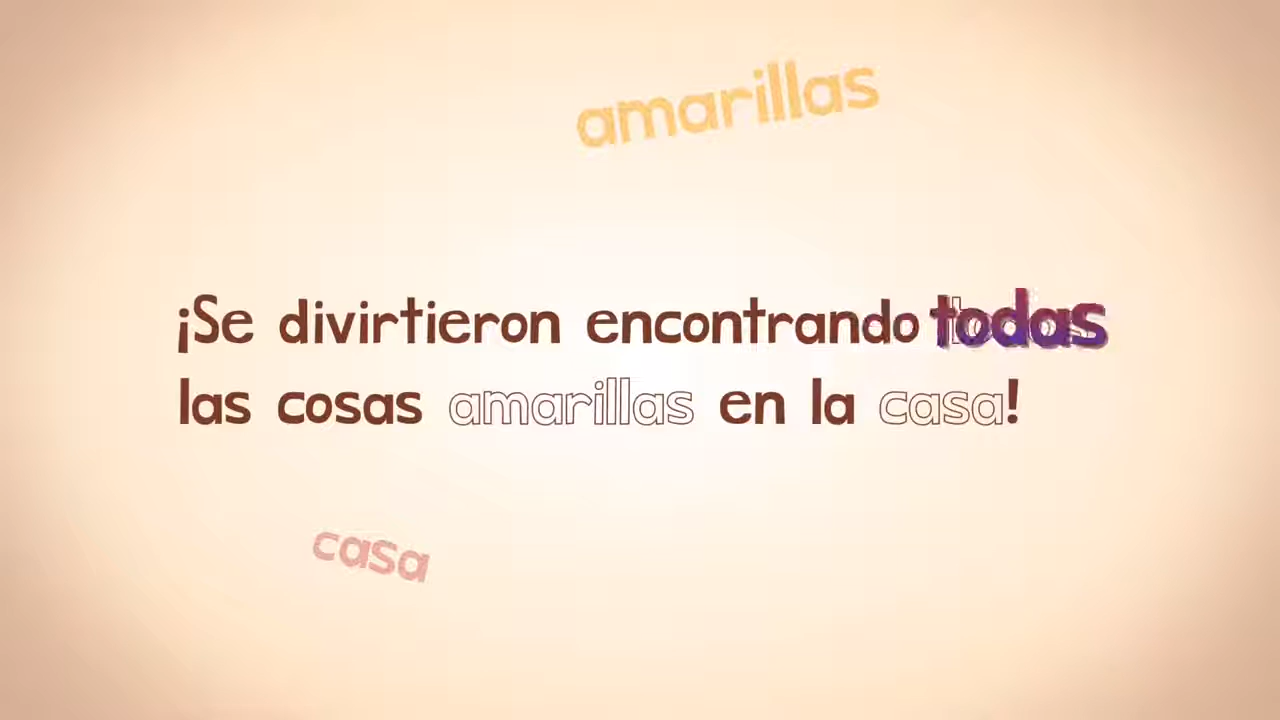 amarillas
¡Se divirtieron encontrando todas
las cosas amarillas en la casa!
casa